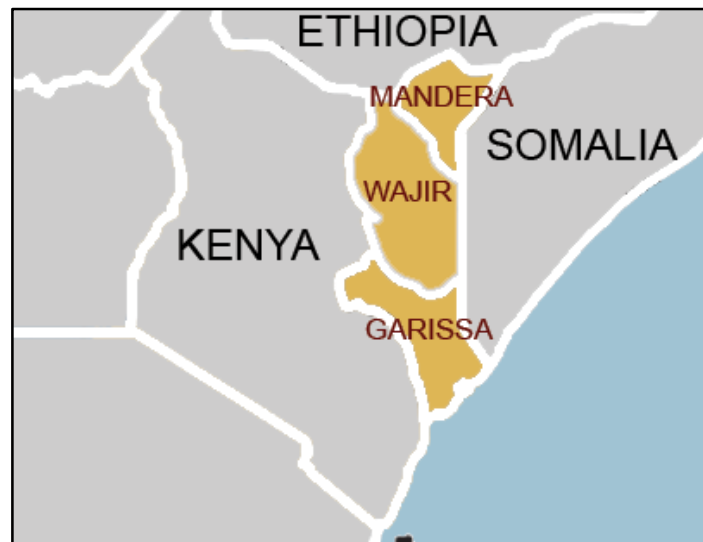 ETHIOPIA
MANDERA
SOMALIA
WAJIR
KENYA
GARISSA